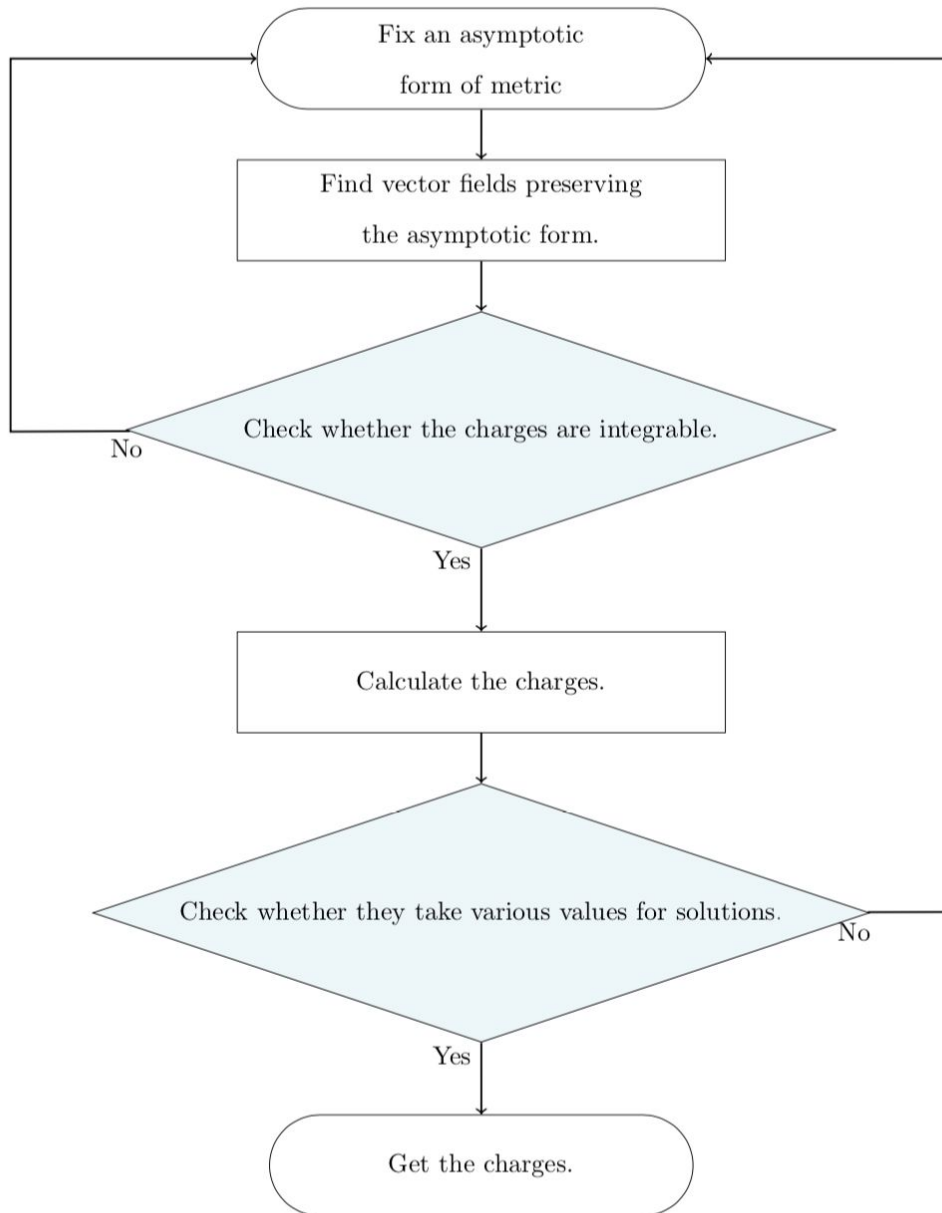 Fix an asymptotic
form of metric
Find vector fields preserving
the asymptotic form.
Check whether the charges are integrable.
No
Yes
Calculate the charges.
Check whether they take various values for solutions.
No
Yes
Get the charges.